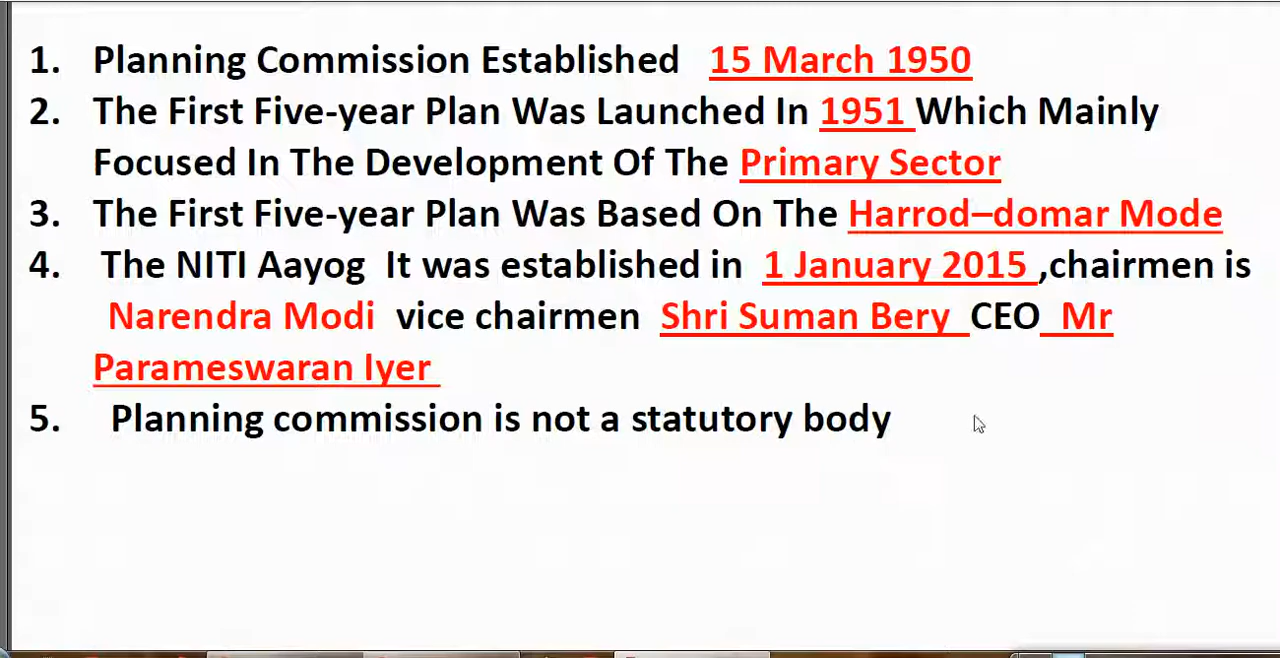 1. Planning Commission Established 15 March 1950
2. The First Five-year Plan Was Launched In 1951 Which Mainly
Focused In The Development Of The Primary Sector
3. The First Five-year Plan Was Based On The Harrod–domar Mode
4. The NITI Aayog It was established in 1 January 2015 ,chairmen is
Narendra Modi vice chairmen Shri Suman Bery CEO Mr
Parameswaran Iyer
5. Planning commission is not a statutory body